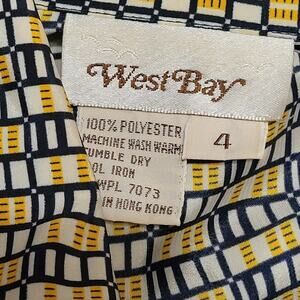 West Bay
100% POLYESTER
MACHINE WASH WARM
UMBLE DRY
OL IRON
WPL 7073
IN HONG KONG
4